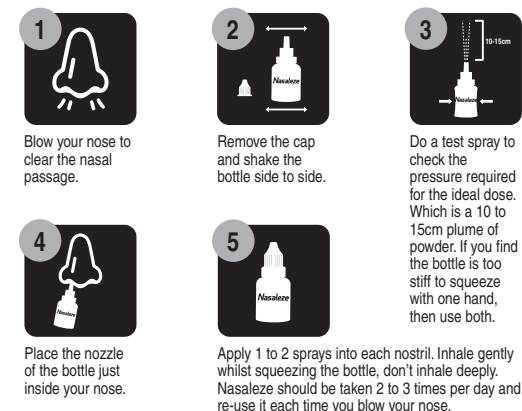 1
Blow your nose to
clear the nasal
passage.
2
Nasaleze
Remove the cap
and shake the
bottle side to side.
3
10-15cm
Nasaleze
Do a test spray to
check the
pressure required
for the ideal dose.
Which is a 10 to
15cm plume of
powder. If you find
the bottle is too
stiff to squeeze
with one hand,
then use both.
4
Nasaleze
Place the nozzle
of the bottle just
inside your nose.
5
Nasaleze
Apply 1 to 2 sprays into each nostril. Inhale gently
whilst squeezing the bottle, don't inhale deeply.
Nasaleze should be taken 2 to 3 times per day and
re-use it each time you blow your nose.